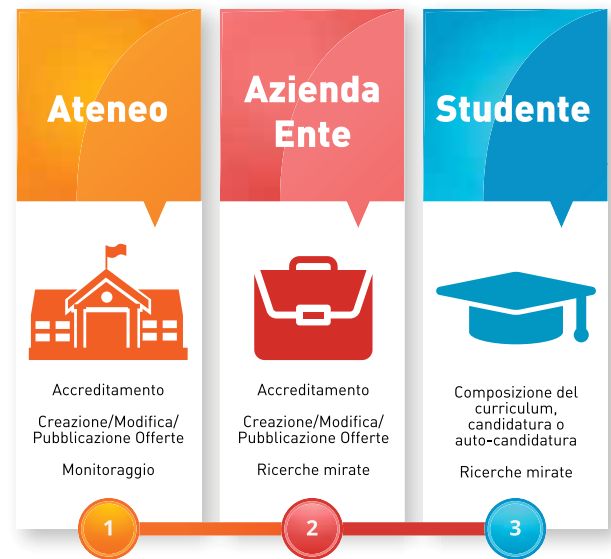 Ateneo
Accreditamento
Creazione/Modifica/
Pubblicazione Offerte
Monitoraggio
1
Azienda
Ente
Accreditamento
Creazione/Modifica/
Pubblicazione Offerte
Ricerche mirate
2
Studente
Composizione del
curriculum,
candidatura o
auto-candidatura
Ricerche mirate
3